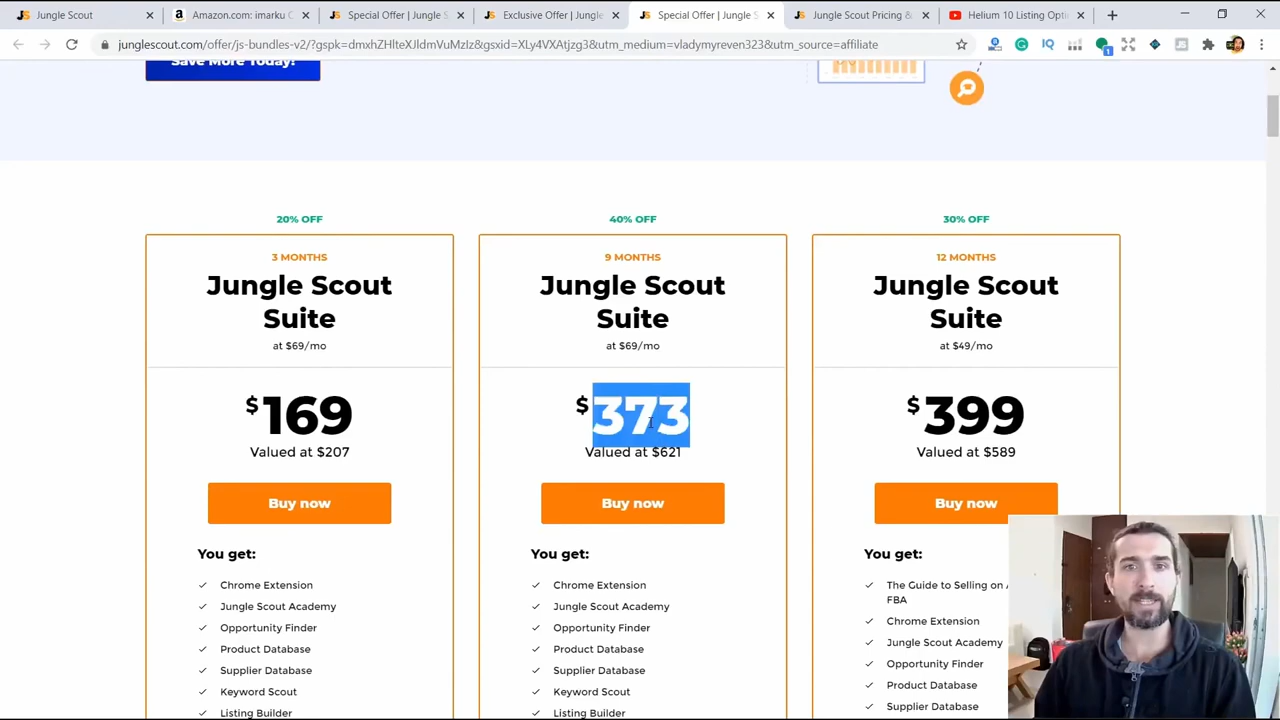 Jungle Scout
Amazon.com: imarku C
Special Offer | Jungle S
Exclusive Offer | Jungle
Special Offer | Jungle S
Jungle Scout Pricing &
Helium 10 Listing Opti
junglescout.com/offer/js-bundles-v2/?gspk=dmxhZHlteXJldmVuMzIz&gsxid=XLy4VXAtjzg3&utm_medium=vladymyreven323&utm_source=affiliate
Save More Today!
20% OFF
3 MONTHS
Jungle Scout
Suite
at $69/mo
$169
Valued at $207
Buy now
You get:
Chrome Extension
Jungle Scout Academy
Opportunity Finder
Product Database
Supplier Database
Keyword Scout
Listing Builder
40% OFF
9 MONTHS
Jungle Scout
Suite
at $69/mo
$373
Valued at $621
Buy now
You get:
Chrome Extension
Jungle Scout Academy
Opportunity Finder
Product Database
Supplier Database
Keyword Scout
Listing Builder
30% OFF
12 MONTHS
Jungle Scout
Suite
at $49/mo
$399
Valued at $589
Buy now
You get:
The Guide to Selling on
FBA
Chrome Extension
Jungle Scout Academy
Opportunity Finder
Product Database
Supplier Database